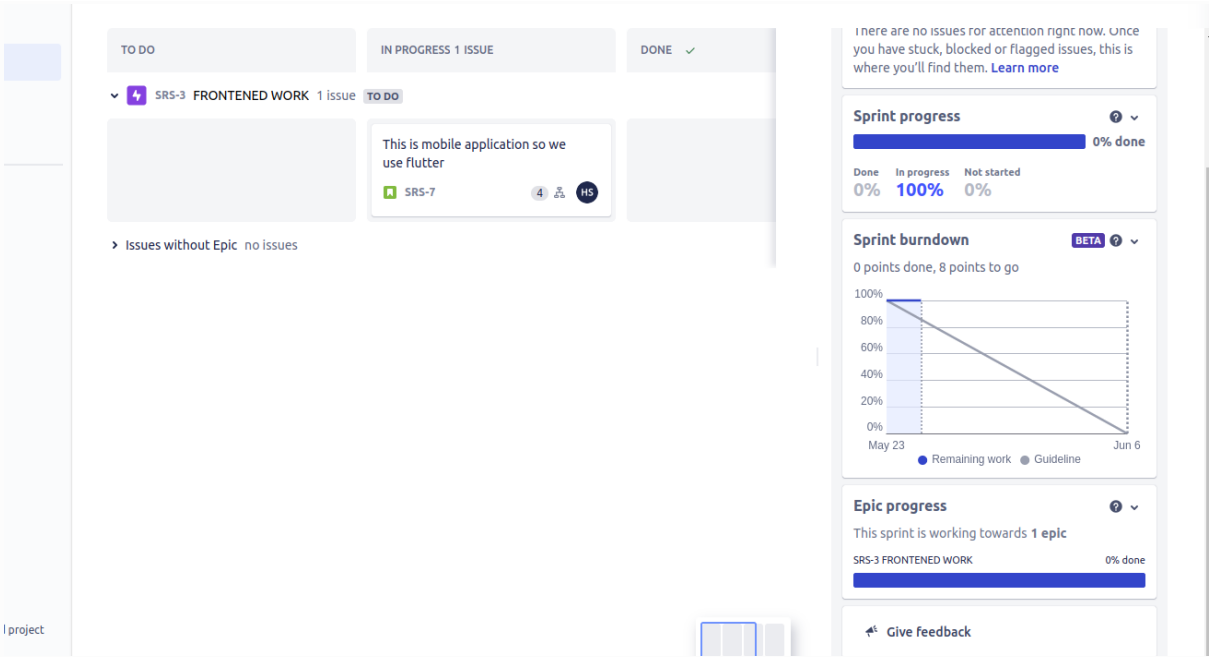 TO DO
IN PROGRESS 1 ISSUE
DONE
SRS-3 FRONTENED WORK 1 issue TO DO
This is mobile application so we
use flutter
SRS-7 4 HS
Issues without Epic no issues
l project
There are no issues for attention right now. Once
you have stuck, blocked or flagged issues, this is
where you'll find them. Learn more
Sprint progress
0% done
Done In progress Not started
0% 100% 0%
Sprint burndown BETA
0 points done, 8 points to go
100%
80%
60%
40%
20%
0%
May 23 Jun 6
Remaining work Guideline
Epic progress
This sprint is working towards 1 epic
SRS-3 FRONTENED WORK 0% done
Give feedback